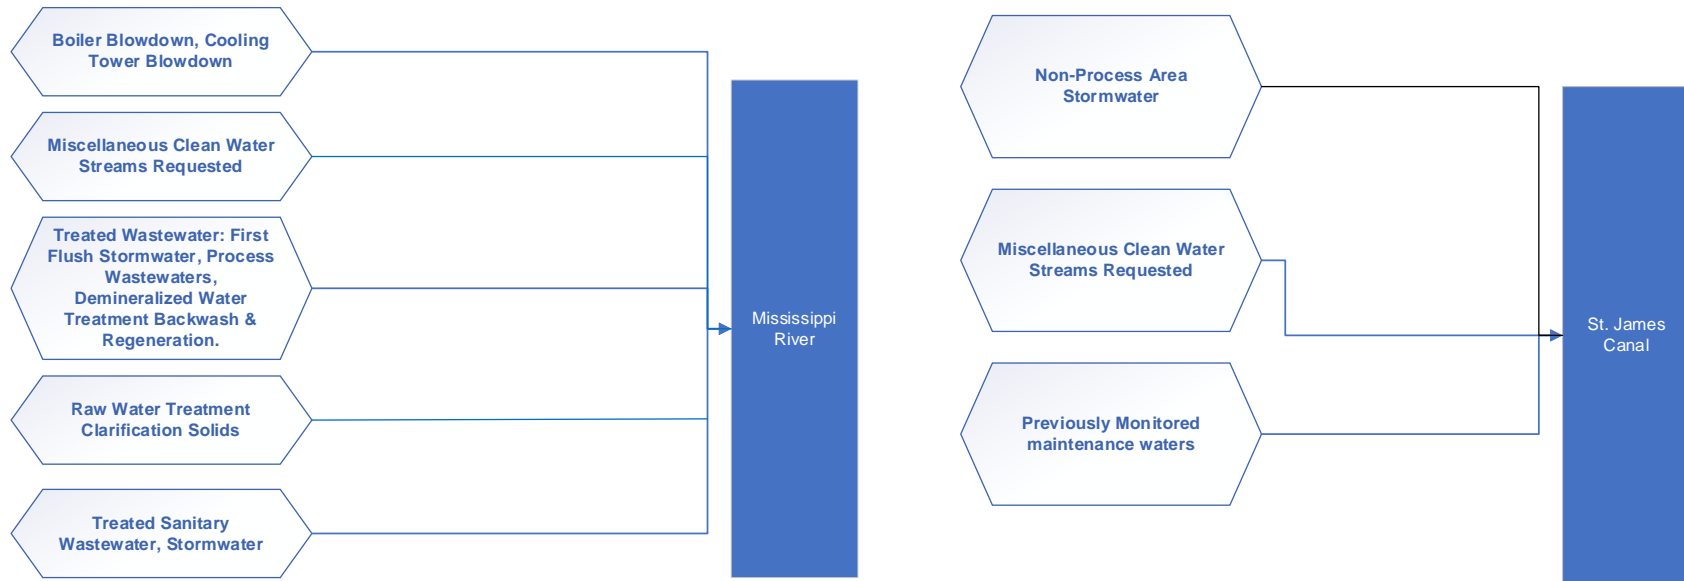 Boiler Blowdown, Cooling
Tower Blowdown
Miscellaneous Clean Water
Streams Requested
Treated Wastewater: First
Flush Stormwater, Process
Wastewaters,
Demineralized Water
Treatment Backwash &
Regeneration.
Raw Water Treatment
Clarification Solids
Treated Sanitary
Wastewater, Stormwater
Mississippi
River
Non-Process Area
Stormwater
Miscellaneous Clean Water
Streams Requested
Previously Monitored
maintenance waters
St. James
Canal